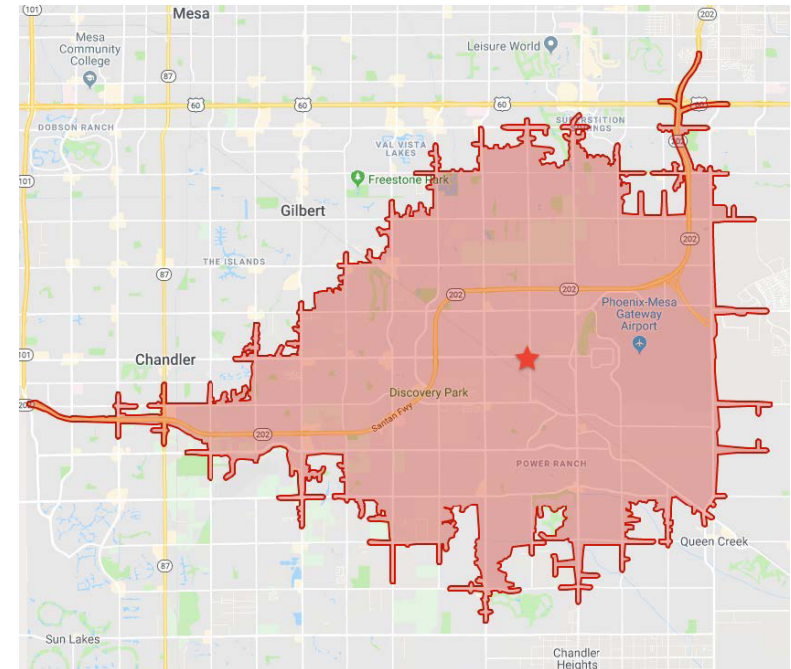 101
Mesa
202
Mesa
Community
College
Leisure World
87
60
60
60
60
DOBSON RANCH
SUPERSTITION
SPRINGS
VAL VISTA
LAKES
202
101
Freestone Park
Gilbert
202
THE ISLANDS
87
202
202
Phoenix-Mesa
Gateway
Airport
101
Chandler
Discovery Park
Santan Fwy
202
POWER RANCH
Queen Creek
87
Sun Lakes
Chandler
Heights